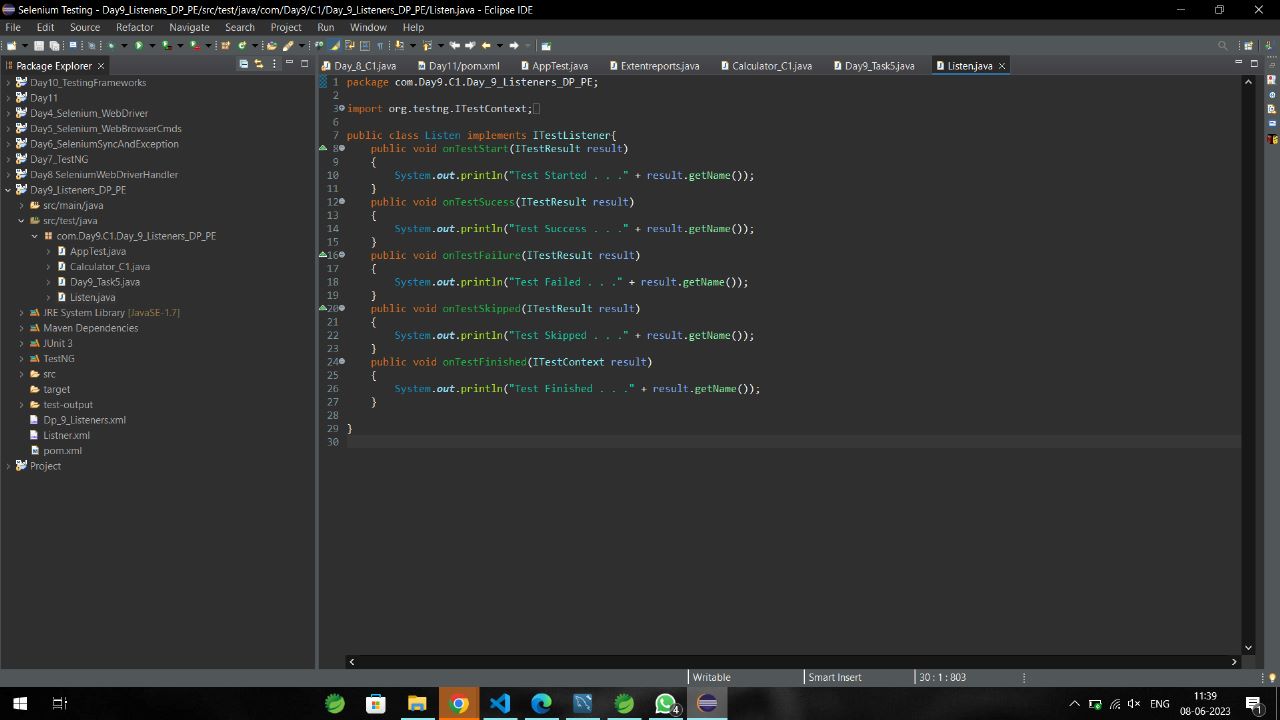 Selenium Testing - Day9_Listeners_DP_PE/src/test/java/com/Day9/C1/Day_9_Listeners_DP_PE/Listen.java - Eclipse IDE
File Edit Source Refactor Navigate Search Project Run Window Help
Package Explorer
Day10_TestingFrameworks
Day11
Day4_Selenium_WebDriver
Day5_Selenium_WebBrowserCmds
Day6_SeleniumSyncAndException
Day7_TestNG
Day8 SeleniumWebDriverHandler
Day9_Listeners_DP_PE
src/main/java
src/test/java
com.Day9.C1.Day_9_Listeners_DP_PE
AppTest.java
Calculator_C1.java
Day9_Task5.java
Listen.java
JRE System Library [JavaSE-1.7]
Maven Dependencies
JUnit 3
TestNG
src
target
test-output
Dp_9_Listeners.xml
Listner.xml
pom.xml
Project
Day_8_C1.java Day11/pom.xml AppTest.java Extentreports.java Calculator_C1.java Day9_Task5.java Listen.java
1 package com.Day9.C1.Day_9_Listeners_DP_PE;
2
3 import org.testng.ITestContext;
6
7 public class Listen implements ITestListener{
8 public void onTestStart(ITestResult result)
9 {
10 System.out.println("Test Started . . ." + result.getName());
11 }
12 public void onTestSucess(ITestResult result)
13 {
14 System.out.println("Test Success . . ." + result.getName());
15 }
16 public void onTestFailure(ITestResult result)
17 {
18 System.out.println("Test Failed . . ." + result.getName());
19 }
20 public void onTestSkipped(ITestResult result)
21 {
22 System.out.println("Test Skipped . . ." + result.getName());
23 }
24 public void onTestFinished(ITestContext result)
25 {
26 System.out.println("Test Finished . . ." + result.getName());
27 }
28
29 }
30
Writable Smart Insert 30 : 1 : 803
4
ENG
11:39
08-06-2023
1